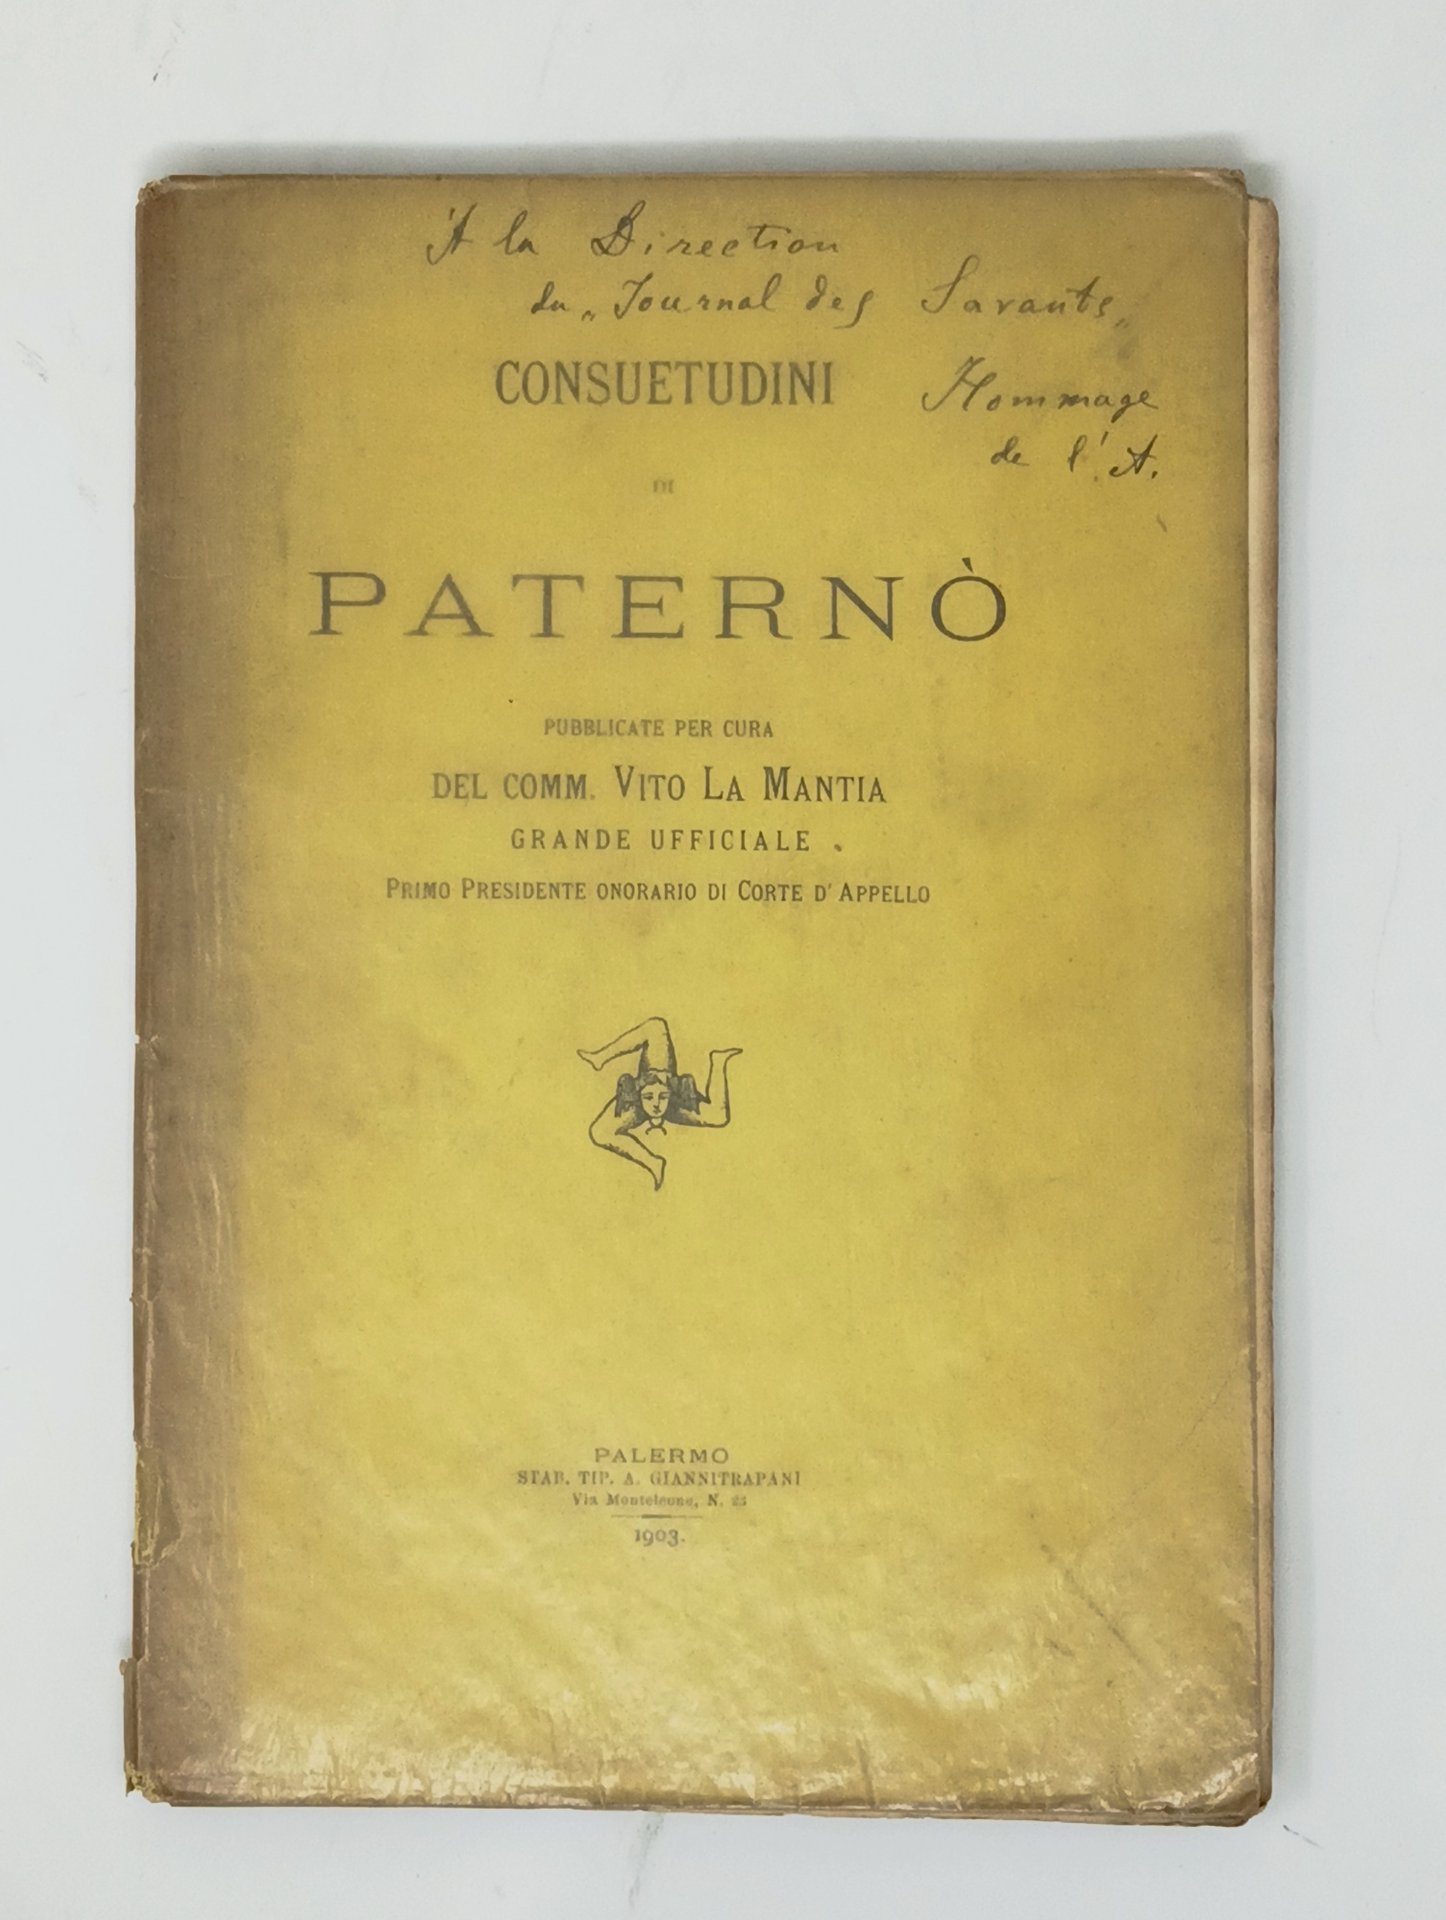 À la Direction
du „Journal des Savants„
CONSUETUDINI
Hommage
de l'A.
DI
PATERNÒ
PUBBLICATE PER CURA
DEL COMM. VITO LA MANTIA
GRANDE UFFICIALE
PRIMO PRESIDENTE ONORARIO DI CORTE D'APPELLO
PALERMO
STAB. TIP. A. GIANNITRAPANI
Via Monteleone, N.
1903.